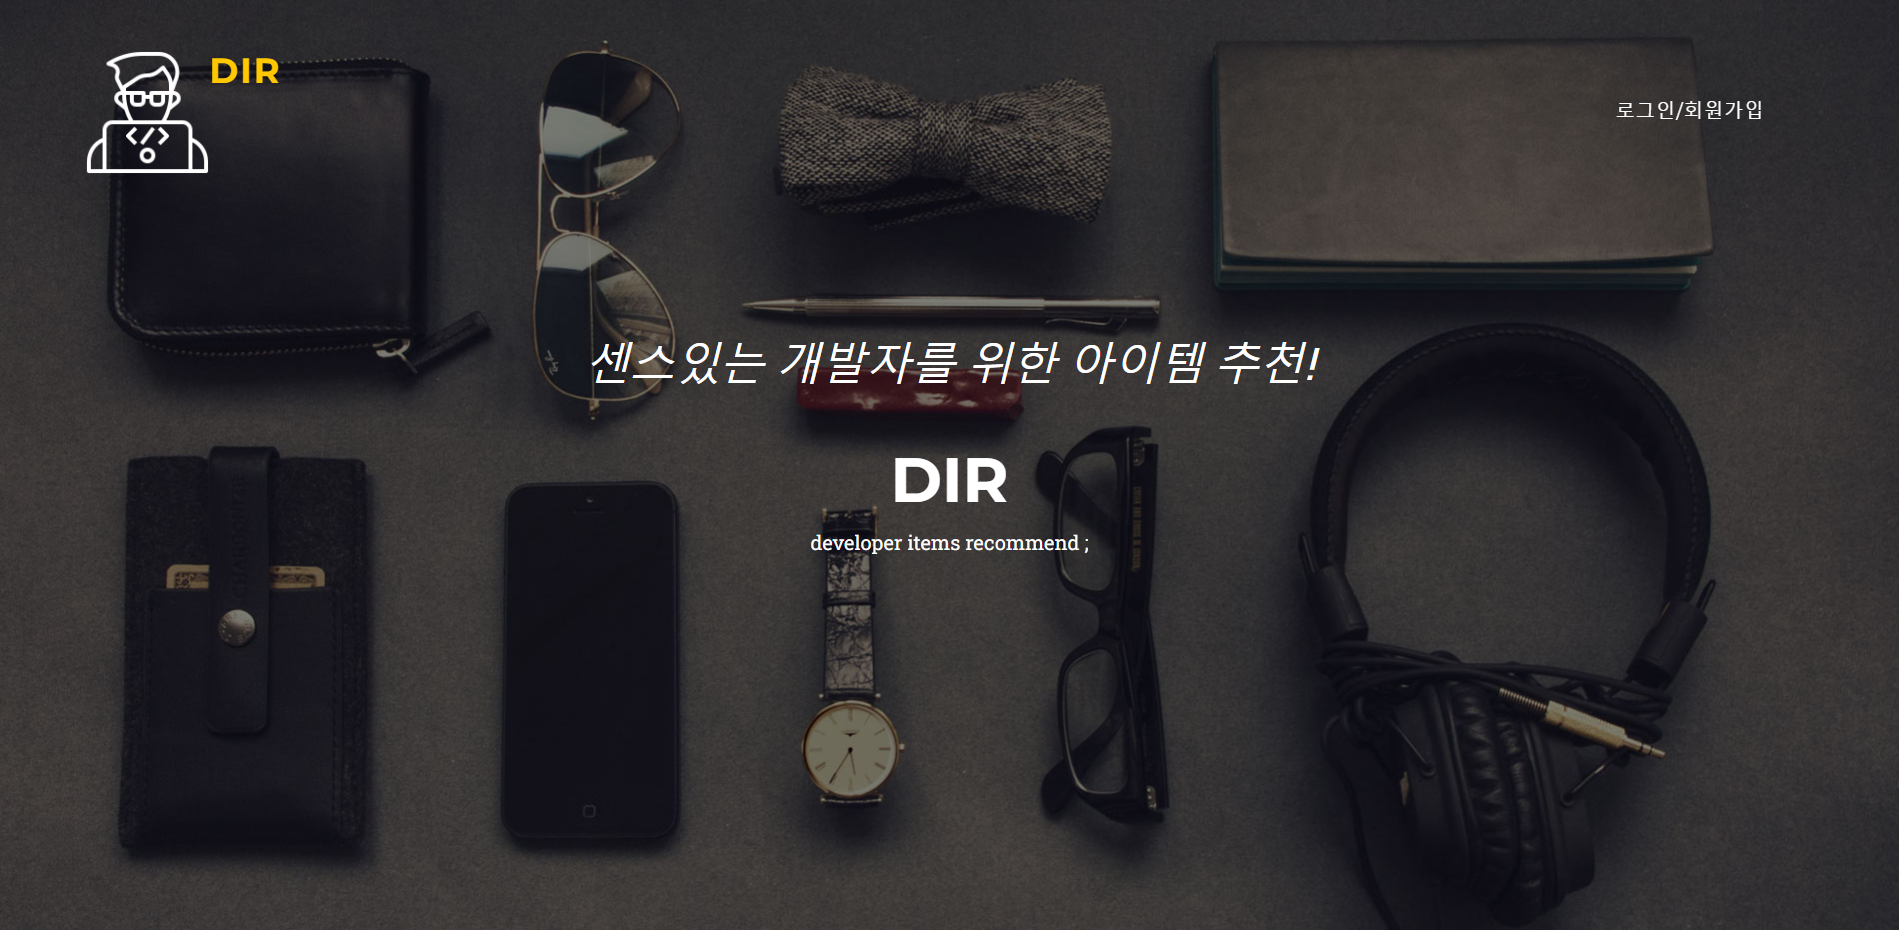 DIR
로그인/회원가입
센스있는 개발자를 위한 아이템 추천!
DIR
developer items recommend ;